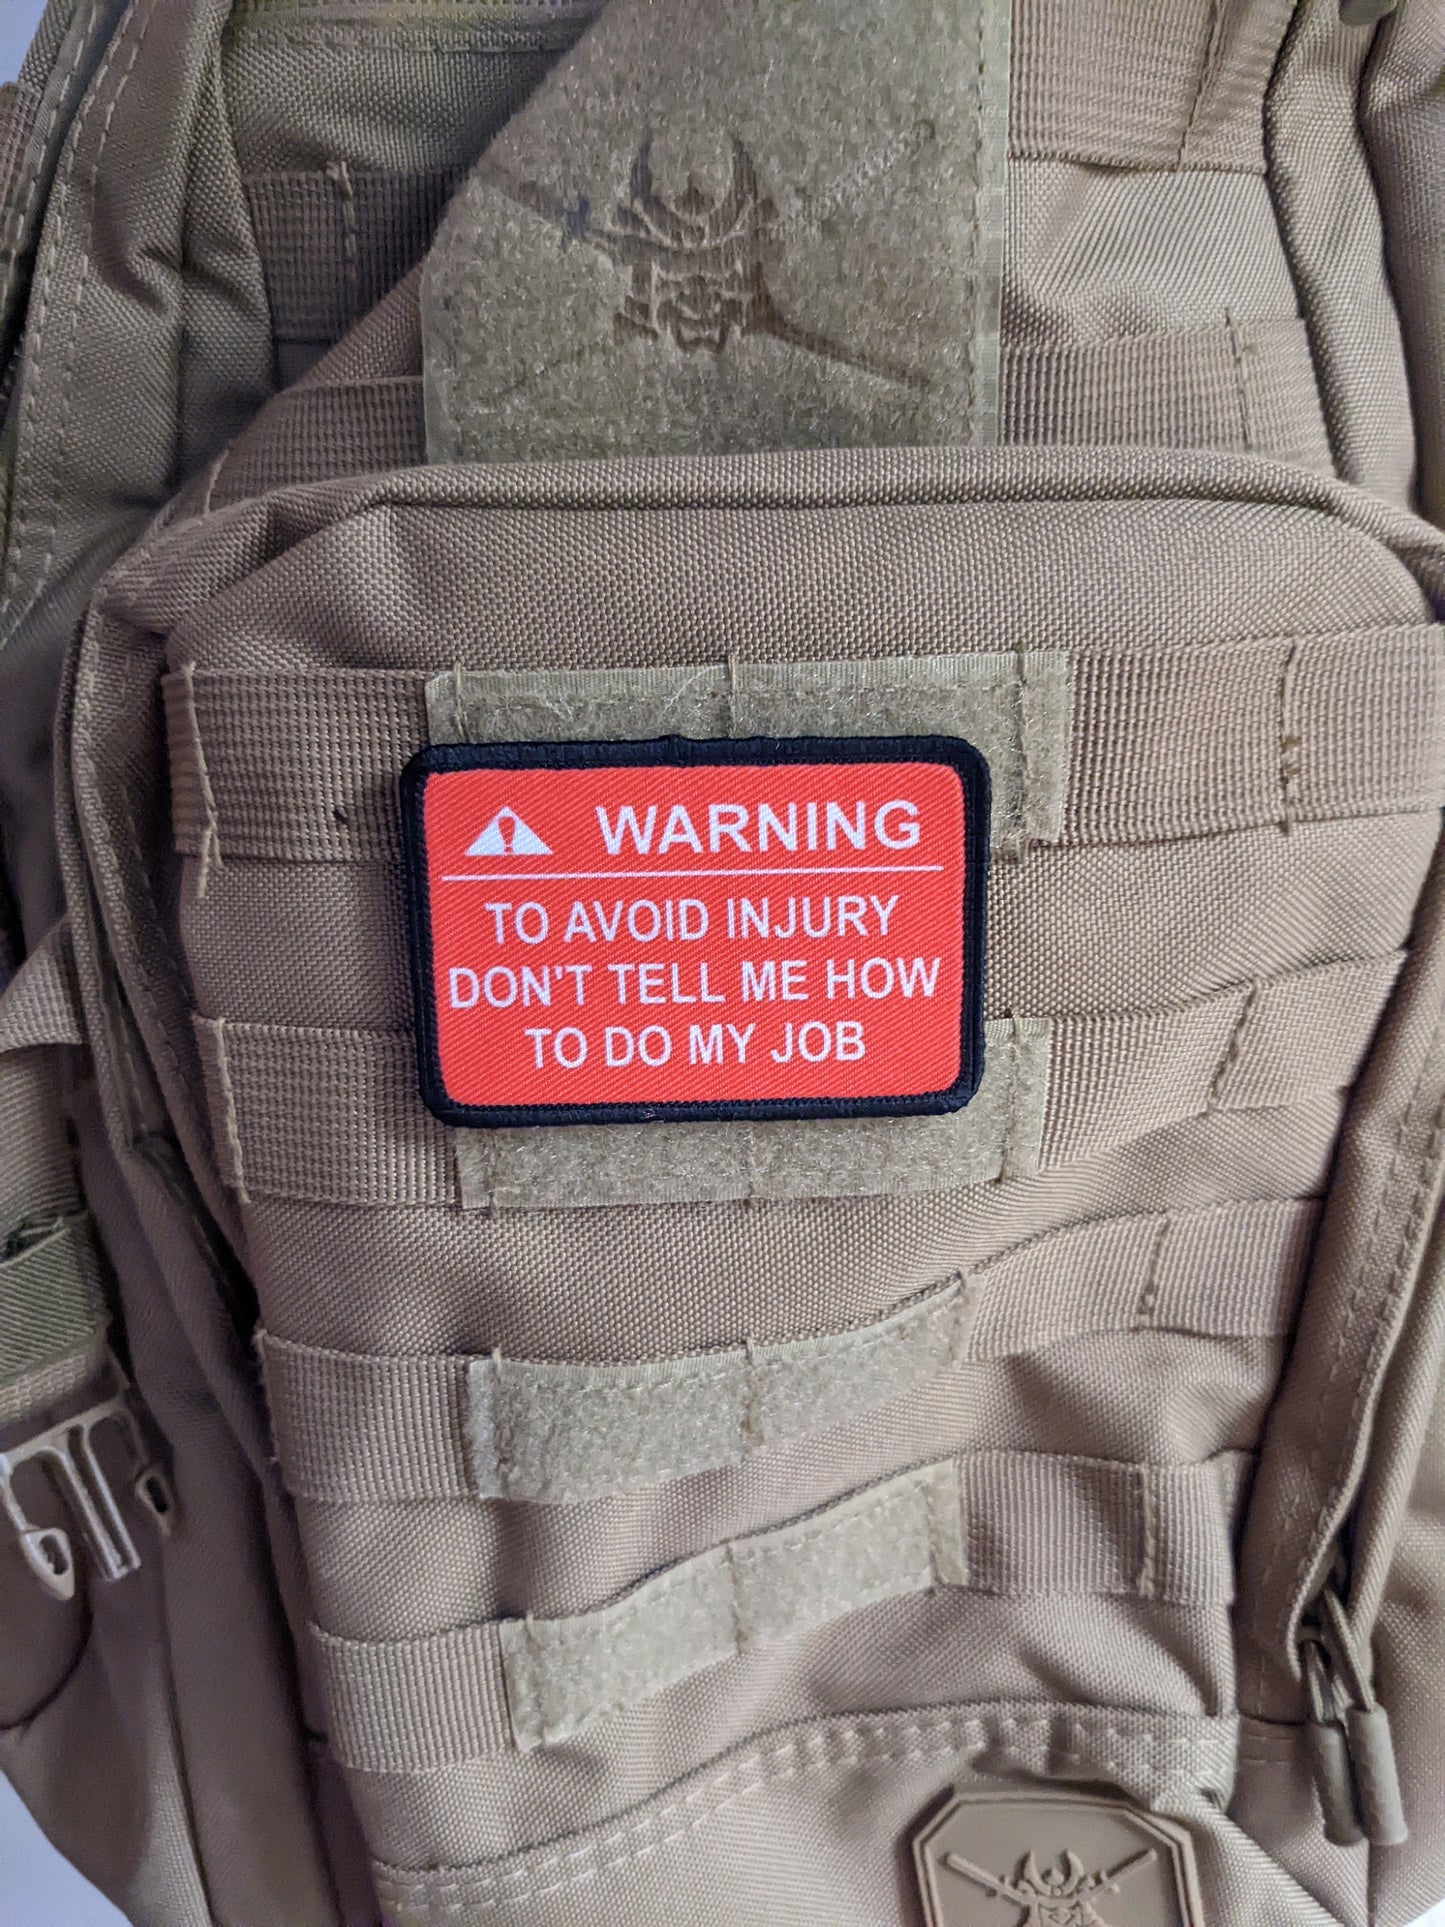 WARNING
TO AVOID INJURY
DON'T TELL ME HOW
TO DO MY JOB